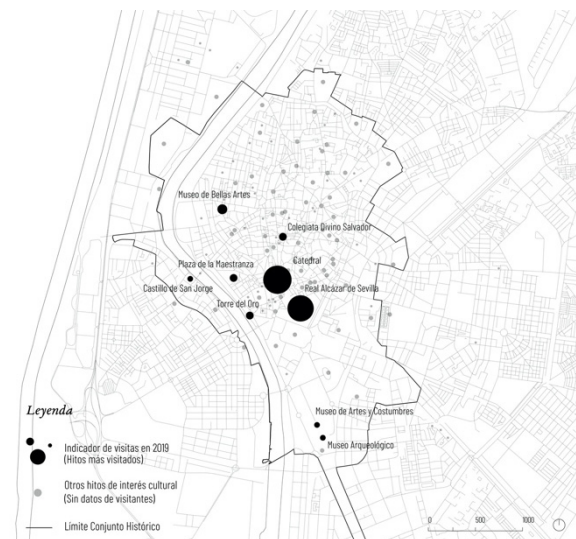 Museo de Bellas Artes
Colegiata Divino Salvador
Plaza de la Maestranza
Catedral
Castillo de San Jorge
Real Alcázar de Sevilla
Torre del Oro
Museo de Artes y Costumbres
Museo Arqueológico
Leyenda
Indicador de visitas en 2019
(Hitos más visitados)
Otros hitos de interés cultural
(Sin datos de visitantes)
Limite Conjunto Histórico
0 500 1000